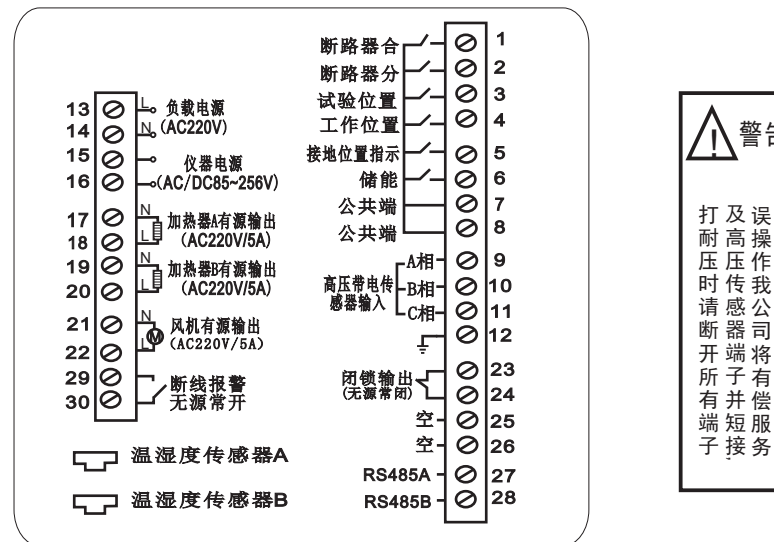 13 L 负载电源
14 N (AC220V)
15 仪器电源
16 (AC/DC85~256V)
17 N 加热器A有源输出
18 L (AC220V/5A)
19 N 加热器B有源输出
20 L (AC220V/5A)
21 N 风机有源输出
M
22 L (AC220V/5A)
29 断线报警
30 无源常开
温湿度传感器A
温湿度传感器B
断路器合 1
断路器分 2
试验位置 3
工作位置 4
接地位置指示 5
储能 6
公共端 7
公共端 8
高压带电传
感器输入
A相 9
B相 10
C相 11
12
闭锁输出 23
(无源常闭) 24
空 25
空 26
RS485A 27
RS485B 28
! 警告
打及误
耐高操
压压作
时传我
请感公
断器司
开端将
所子有
有并偿
端短服
子接务